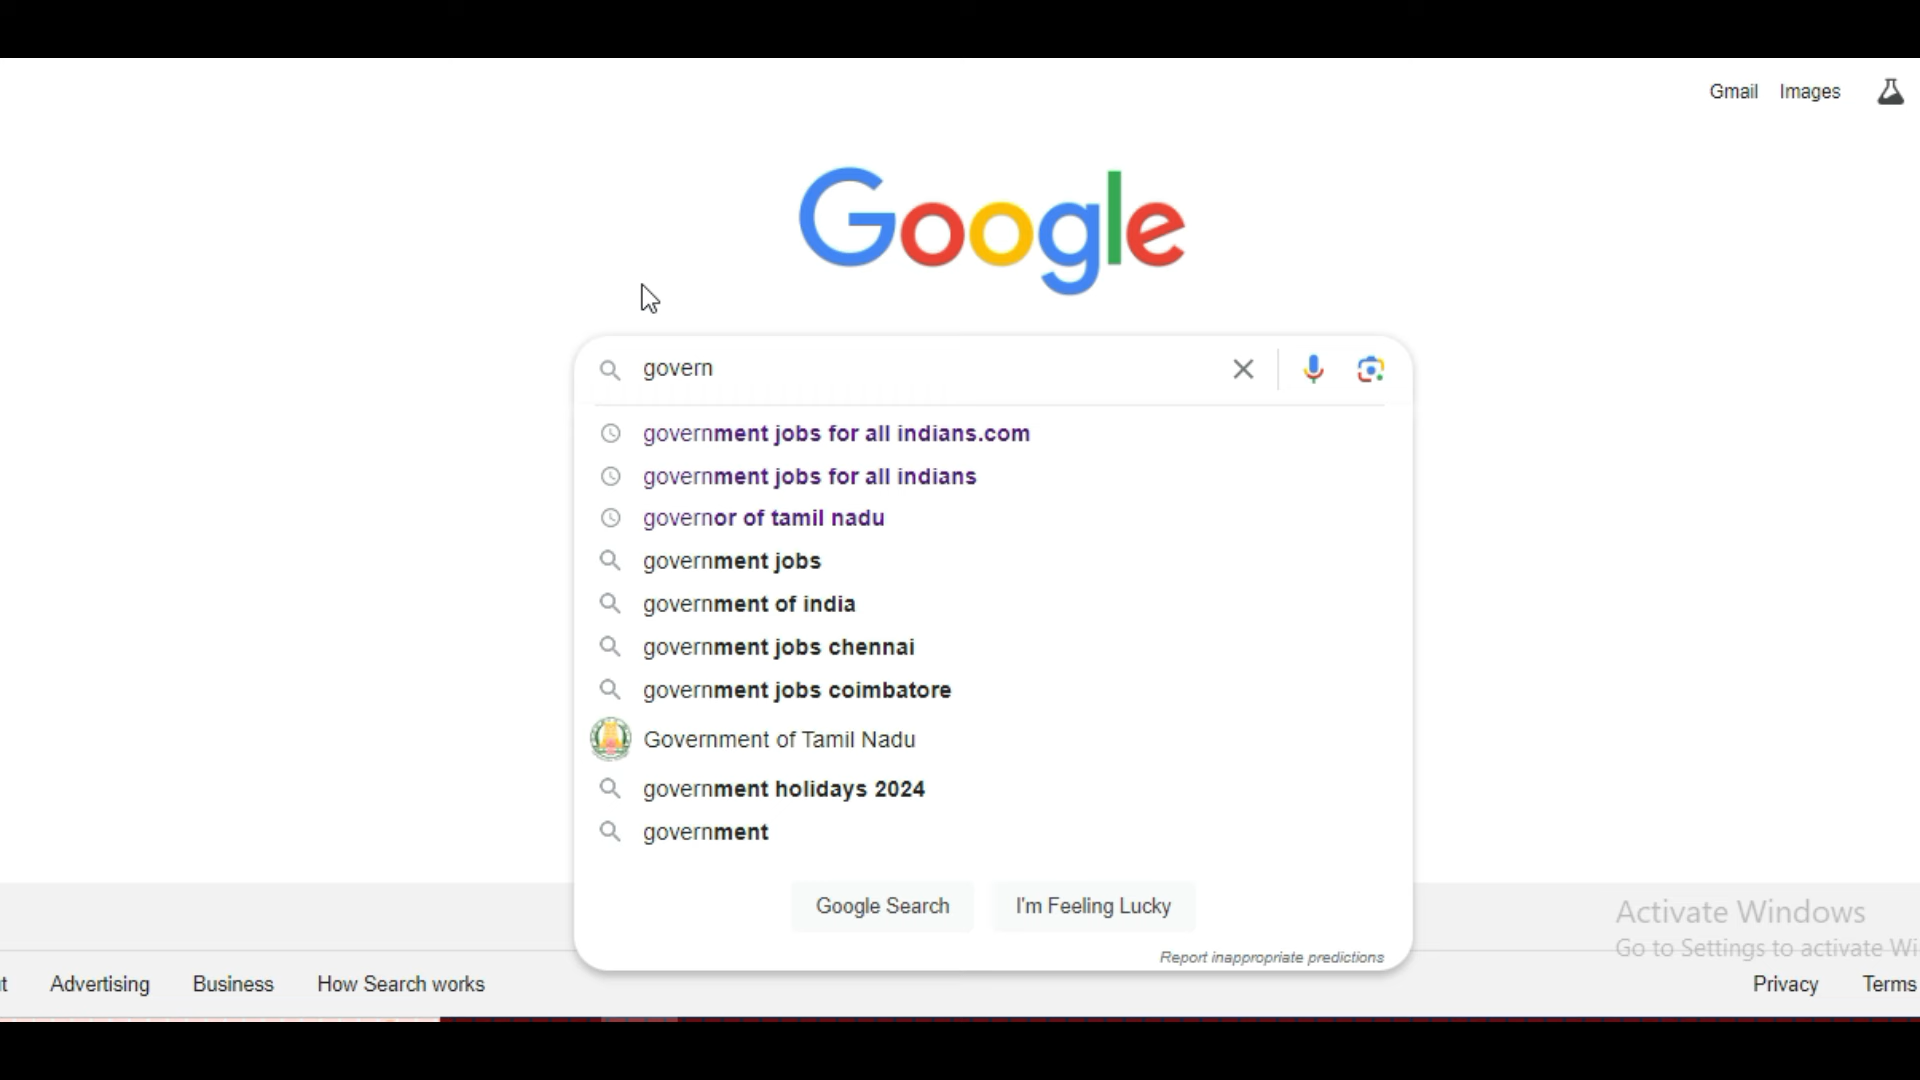 Gmail Images
Google
govern
government jobs for all indians.com
government jobs for all indians
governor of tamil nadu
government jobs
government of india
government jobs chennai
government jobs coimbatore
Government of Tamil Nadu
government holidays 2024
government
Google Search I'm Feeling Lucky
Activate Windows
Go to Settings to activate Wi
Report inappropriate predictions
t Advertising Business How Search works Privacy Terms